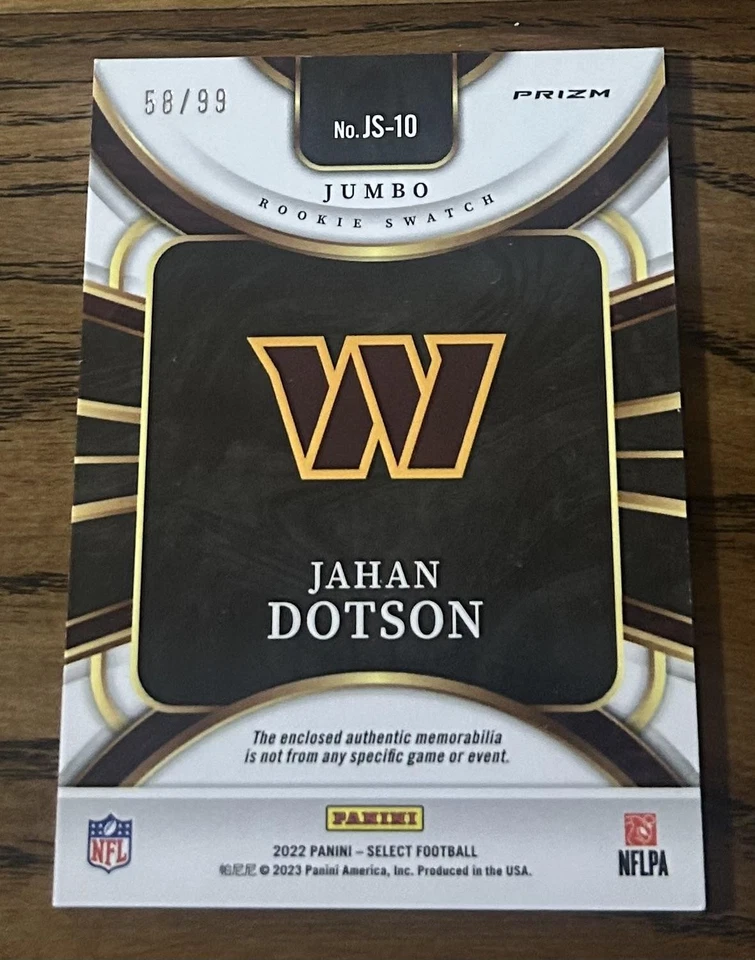 58/99
No. JS-10
PRIZM
JUMBO
ROOKIE SWATCH
W
JAHAN
DOTSON
The enclosed authentic memorabilia
is not from any specific game or event.
PANINI
NFL
2022 PANINI – SELECT FOOTBALL
帕尼尼 © 2023 Panini America, Inc. Produced in the USA.
NFLPA